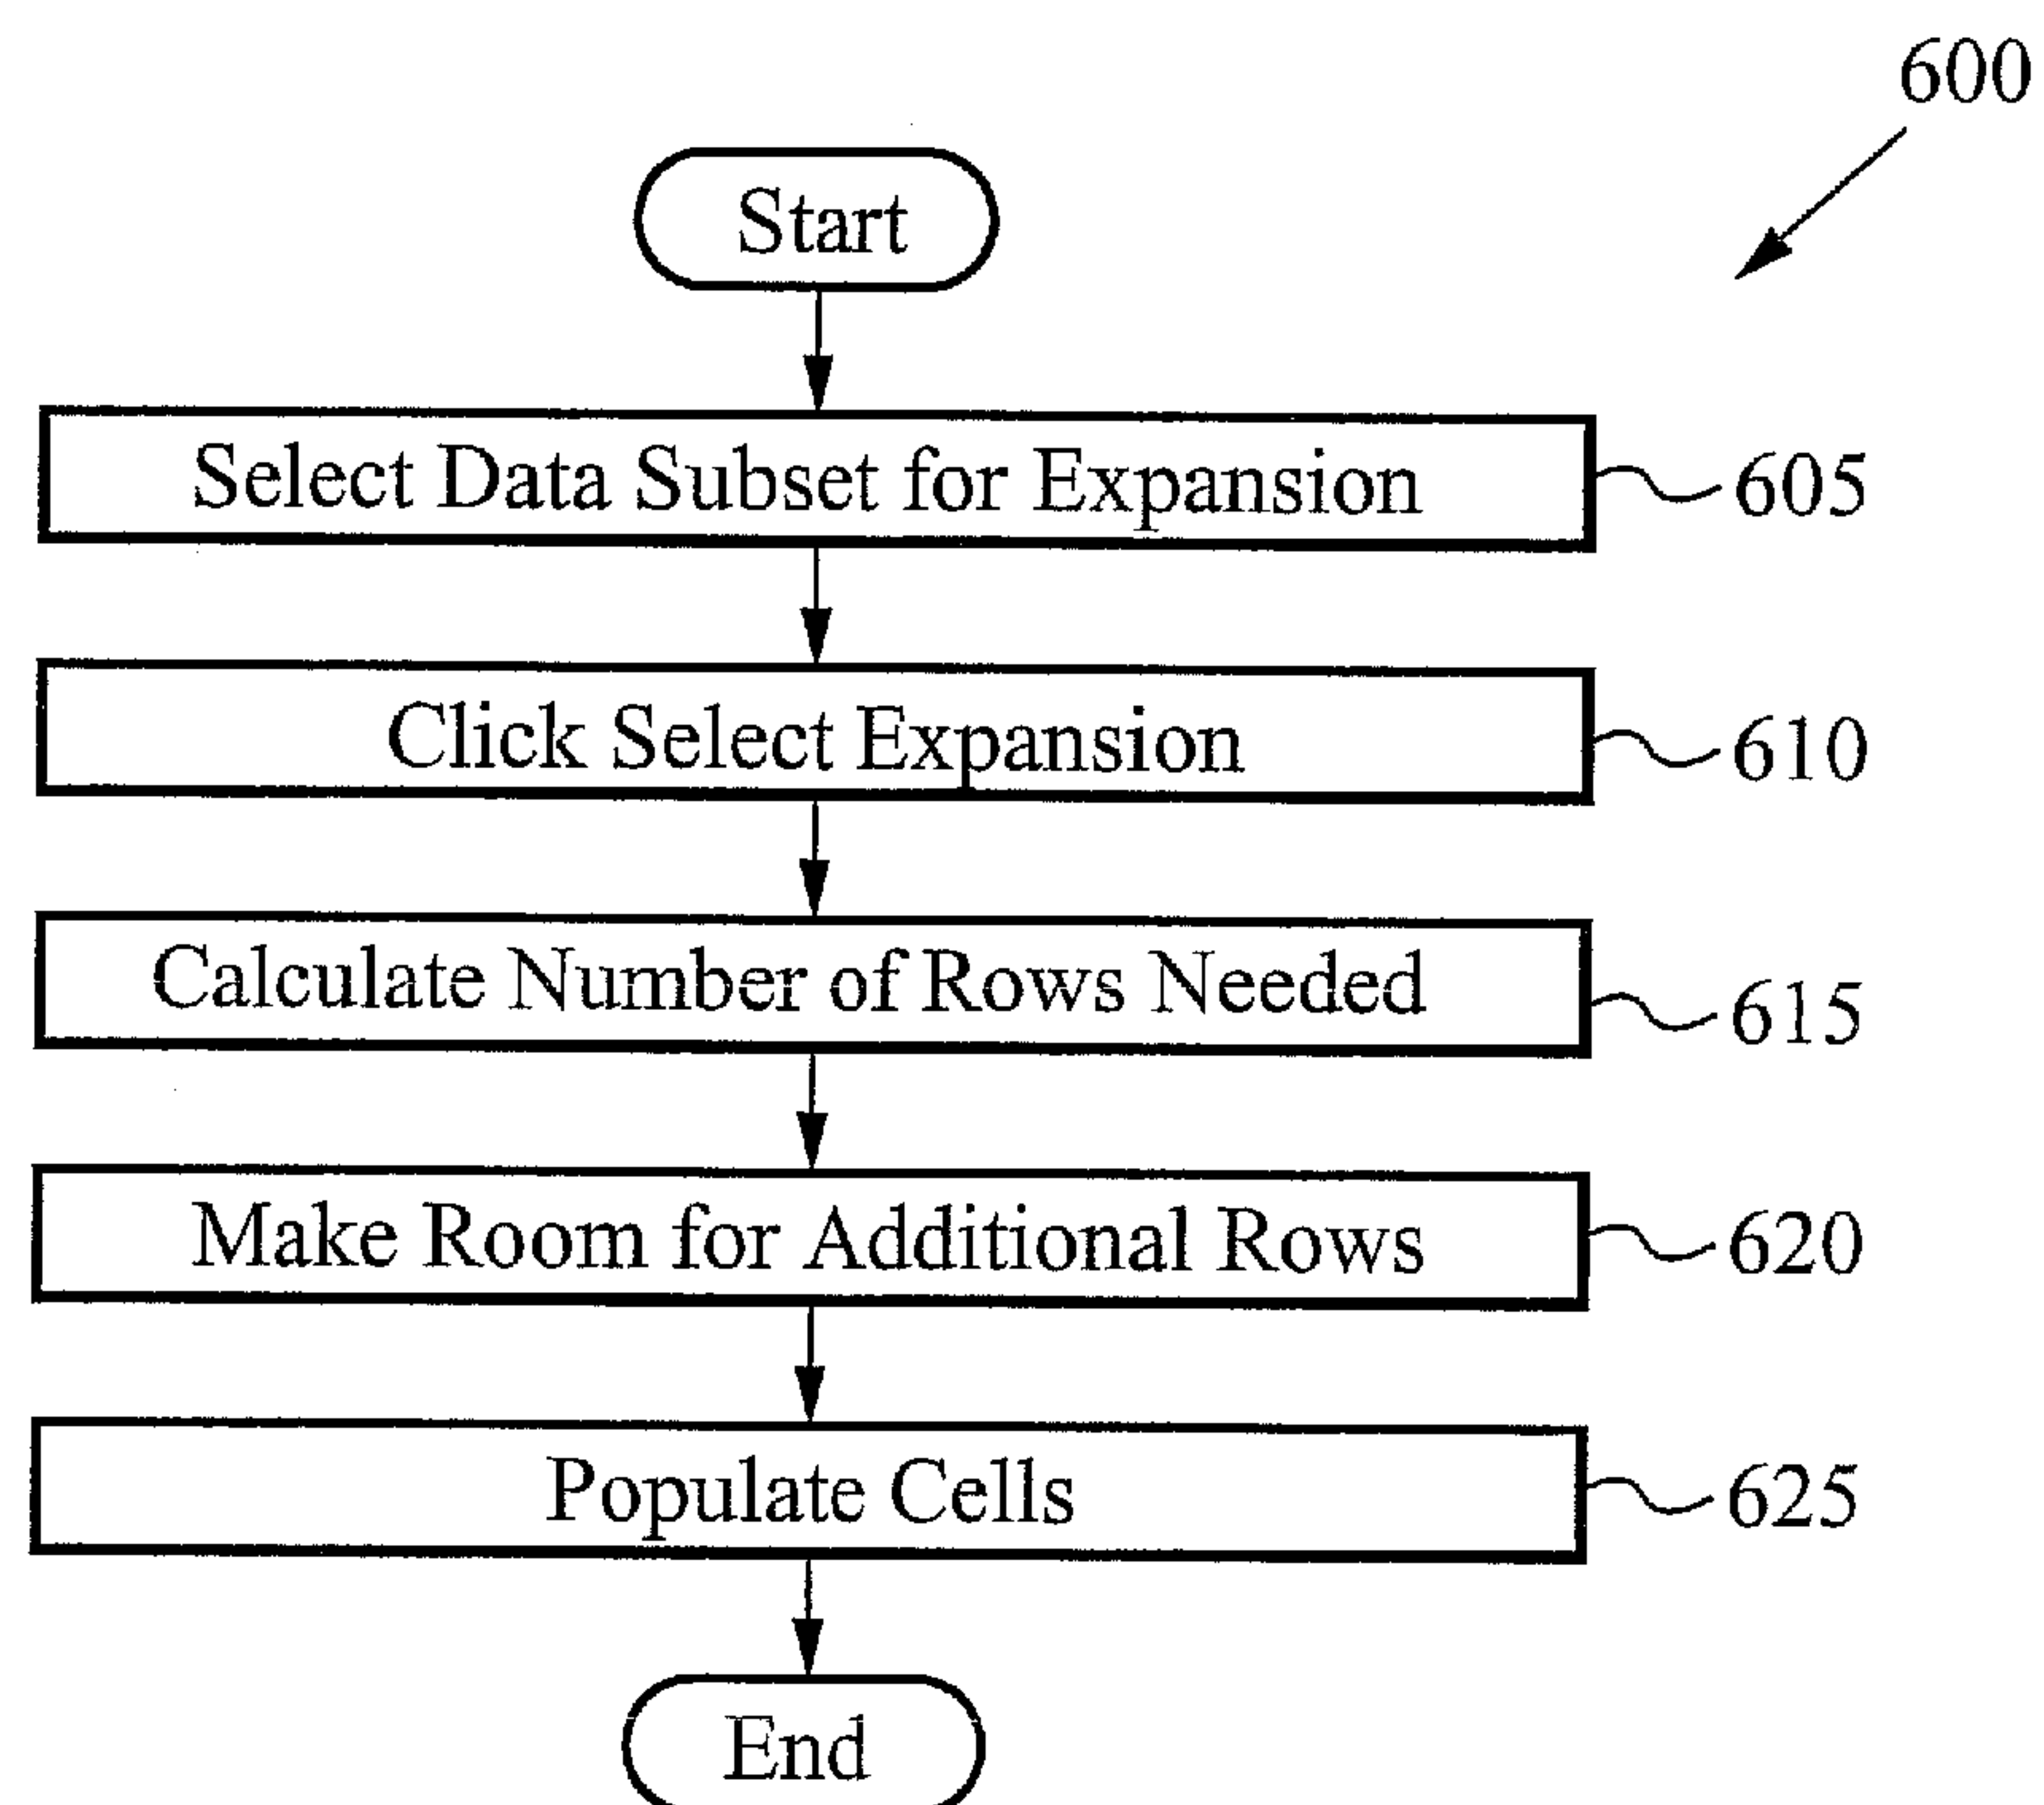 600
Start
Select Data Subset for Expansion
605
Click Select Expansion
610
Calculate Number of Rows Needed
615
Make Room for Additional Rows
620
Populate Cells
625
End